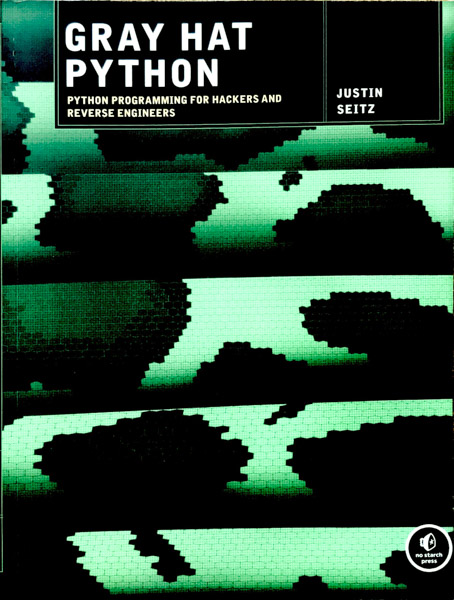 GRAY HAT
PYTHON
PYTHON PROGRAMMING FOR HACKERS AND
REVERSE ENGINEERS
JUSTIN
SEITZ
no starch
press